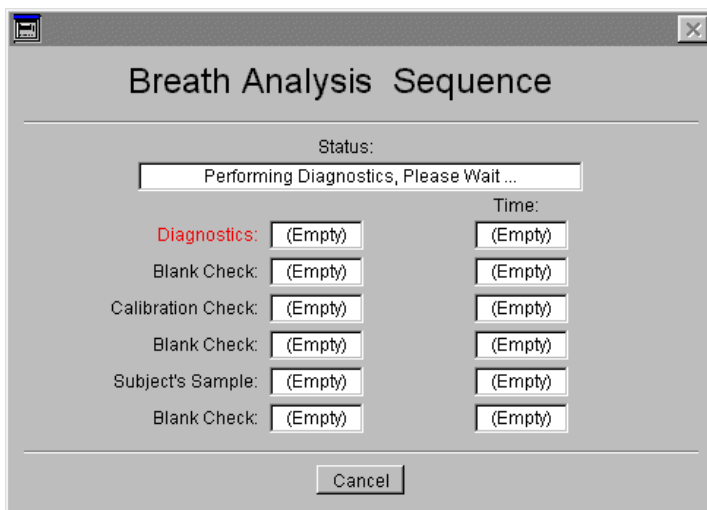 Breath Analysis Sequence
Status:
Performing Diagnostics, Please Wait ...
Time:
Diagnostics: (Empty) (Empty)
Blank Check: (Empty) (Empty)
Calibration Check: (Empty) (Empty)
Blank Check: (Empty) (Empty)
Subject's Sample: (Empty) (Empty)
Blank Check: (Empty) (Empty)
Cancel